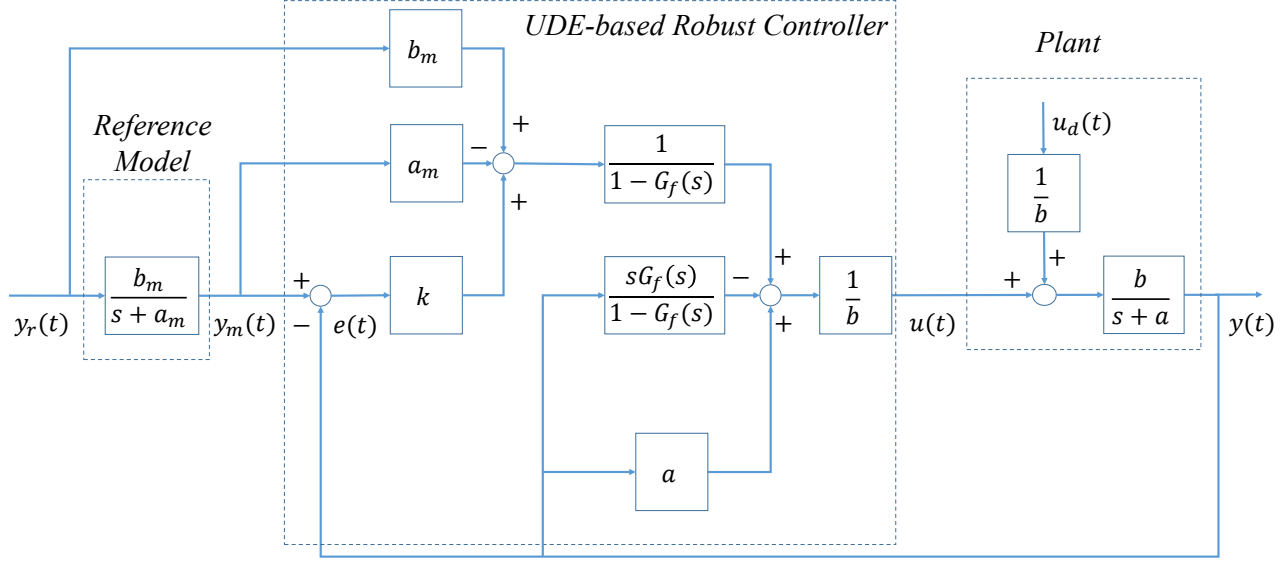 UDE-based Robust Controller
Plant
Reference
Model
b_m
+
−
a_m
+
k
1
1 − G_f(s)
sG_f(s)
1 − G_f(s)
−
+
+
1
b
a
u_d(t)
1
b
+
+
b
s + a
b_m
s + a_m
+
−
y_r(t)
y_m(t)
e(t)
u(t)
y(t)